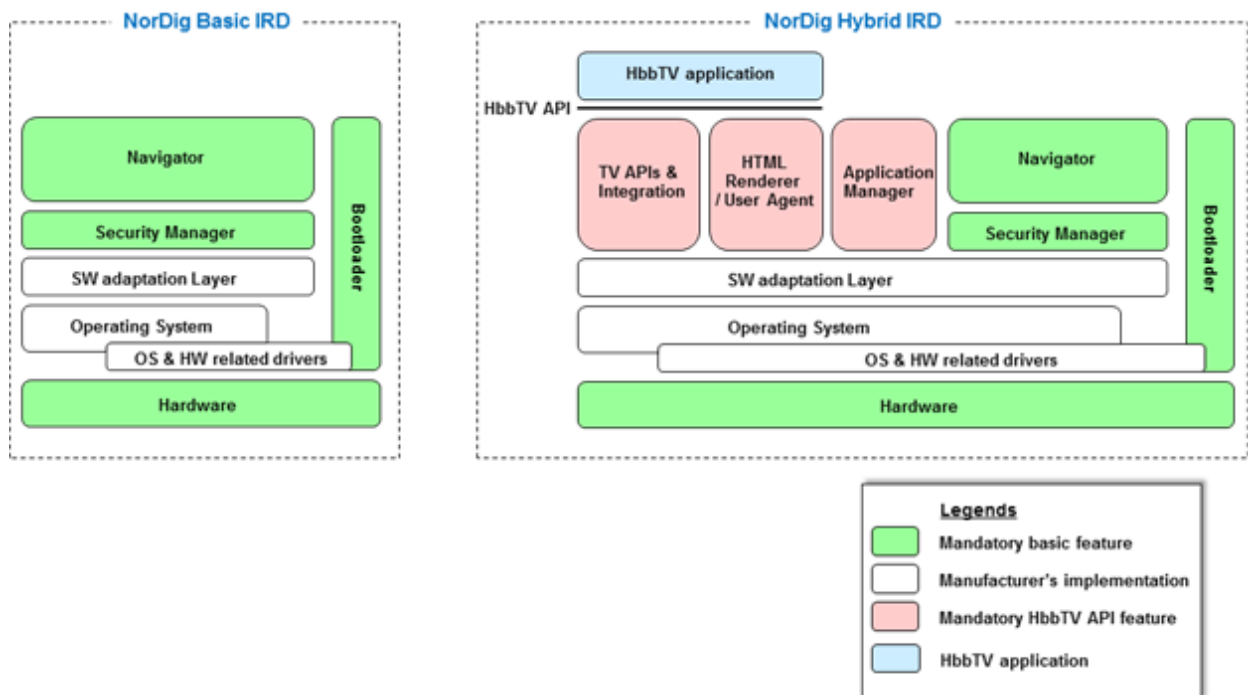 NorDig Basic IRD
Navigator
Security Manager
SW adaptation Layer
Operating System
OS & HW related drivers
Bootloader
Hardware
NorDig Hybrid IRD
HbbTV application
HbbTV API
TV APIs &
Integration
HTML
Renderer
/ User Agent
Application
Manager
Navigator
Security Manager
SW adaptation Layer
Operating System
OS & HW related drivers
Bootloader
Hardware
Legends
Mandatory basic feature
Manufacturer's implementation
Mandatory HbbTV API feature
HbbTV application